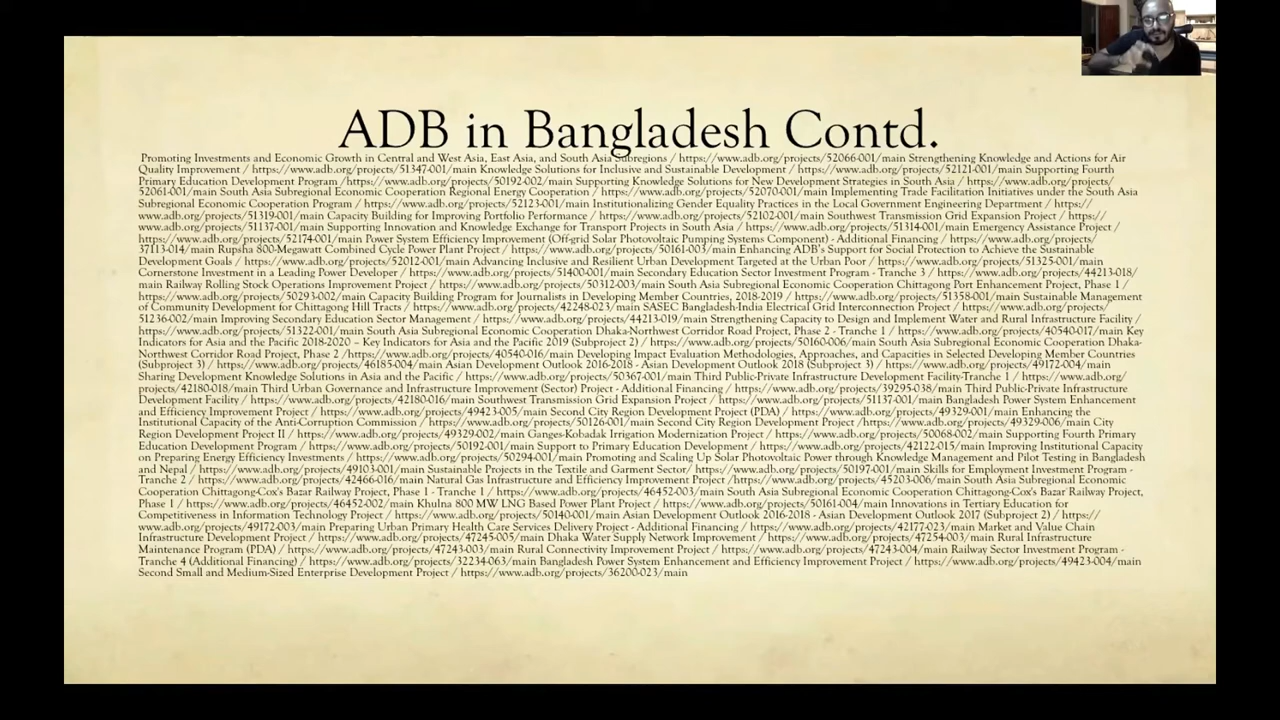 ADB in Bangladesh Contd.
Promoting Investments and Economic Growth in Central and West Asia, East Asia, and South Asia Subregions / https://www.adb.org/projects/52066-001/main Strengthening Knowledge and Actions for Air
Quality Improvement / https://www.adb.org/projects/51347-001/main Knowledge Solutions for Inclusive and Sustainable Development / https://www.adb.org/projects/52121-001/main Supporting Fourth
Primary Education Development Program /https://www.adb.org/projects/50192-002/main Supporting Knowledge Solutions for New Development Strategies in South Asia / https://www.adb.org/projects/
52061-001/main South Asia Subregional Economic Cooperation Regional Energy Cooperation / https://www.adb.org/projects/52070-001/main Implementing Trade Facilitation Initiatives under the South Asia
Subregional Economic Cooperation Program / https://www.adb.org/projects/52123-001/main Institutionalizing Gender Equality Practices in the Local Government Engineering Department / https://
www.adb.org/projects/51319-001/main Capacity Building for Improving Portfolio Performance / https://www.adb.org/projects/52102-001/main Southwest Transmission Grid Expansion Project / https://
www.adb.org/projects/51137-001/main Supporting Innovation and Knowledge Exchange for Transport Projects in South Asia / https://www.adb.org/projects/51314-001/main Emergency Assistance Project /
https://www.adb.org/projects/52174-001/main Power System Efficiency Improvement (Off-grid Solar Photovoltaic Pumping Systems Component) - Additional Financing / https://www.adb.org/projects/
37113-014/main Rupsha 800-Megawatt Combined Cycle Power Plant Project / https://www.adb.org/projects/50161-003/main Enhancing ADB's Support for Social Protection to Achieve the Sustainable
Development Goals / https://www.adb.org/projects/52012-001/main Advancing Inclusive and Resilient Urban Development Targeted at the Urban Poor / https://www.adb.org/projects/51325-001/main
Cornerstone Investment in a Leading Power Developer / https://www.adb.org/projects/51400-001/main Secondary Education Sector Investment Program - Tranche 3 / https://www.adb.org/projects/44213-018/
main Railway Rolling Stock Operations Improvement Project / https://www.adb.org/projects/50312-003/main South Asia Subregional Economic Cooperation Chittagong Port Enhancement Project, Phase 1 /
https://www.adb.org/projects/50293-002/main Capacity Building Program for Journalists in Developing Member Countries, 2018-2019 / https://www.adb.org/projects/51358-001/main Sustainable Management
of Community Development for Chittagong Hill Tracts / https://www.adb.org/projects/42248-023/main SASEC Bangladesh-India Electrical Grid Interconnection Project / https://www.adb.org/projects/
51236-002/main Improving Secondary Education Sector Management / https://www.adb.org/projects/44213-019/main Strengthening Capacity to Design and Implement Water and Rural Infrastructure Facility /
https://www.adb.org/projects/51322-001/main South Asia Subregional Economic Cooperation Dhaka-Northwest Corridor Road Project, Phase 2 - Tranche 1 / https://www.adb.org/projects/40540-017/main Key
Indicators for Asia and the Pacific 2018-2020 – Key Indicators for Asia and the Pacific 2019 (Subproject 2) / https://www.adb.org/projects/50160-006/main South Asia Subregional Economic Cooperation Dhaka-
Northwest Corridor Road Project, Phase 2 /https://www.adb.org/projects/40540-016/main Developing Impact Evaluation Methodologies, Approaches, and Capacities in Selected Developing Member Countries
(Subproject 3) / https://www.adb.org/projects/46185-004/main Asian Development Outlook 2016-2018 - Asian Development Outlook 2018 (Subproject 3) / https://www.adb.org/projects/49172-004/main
Sharing Development Knowledge Solutions in Asia and the Pacific / https://www.adb.org/projects/50367-001/main Third Public-Private Infrastructure Development Facility-Tranche 1 / https://www.adb.org/
projects/42180-018/main Third Urban Governance and Infrastructure Improvement (Sector) Project - Additional Financing / https://www.adb.org/projects/39295-038/main Third Public-Private Infrastructure
Development Facility / https://www.adb.org/projects/42180-016/main Southwest Transmission Grid Expansion Project / https://www.adb.org/projects/51137-001/main Bangladesh Power System Enhancement
and Efficiency Improvement Project / https://www.adb.org/projects/49423-005/main Second City Region Development Project (PDA) / https://www.adb.org/projects/49329-001/main Enhancing the
Institutional Capacity of the Anti-Corruption Commission / https://www.adb.org/projects/50126-001/main Second City Region Development Project /https://www.adb.org/projects/49329-006/main City
Region Development Project II / https://www.adb.org/projects/49329-002/main Ganges-Kobadak Irrigation Modernization Project / https://www.adb.org/projects/50068-002/main Supporting Fourth Primary
Education Development Program / https://www.adb.org/projects/50192-001/main Support to Primary Education Development / https://www.adb.org/projects/42122-015/main Improving Institutional Capacity
on Preparing Energy Efficiency Investments / https://www.adb.org/projects/50294-001/main Promoting and Scaling Up Solar Photovoltaic Power through Knowledge Management and Pilot Testing in Bangladesh
and Nepal / https://www.adb.org/projects/49103-001/main Sustainable Projects in the Textile and Garment Sector/ https://www.adb.org/projects/50197-001/main Skills for Employment Investment Program -
Tranche 2 / https://www.adb.org/projects/42466-016/main Natural Gas Infrastructure and Efficiency Improvement Project /https://www.adb.org/projects/45203-006/main South Asia Subregional Economic
Cooperation Chittagong-Cox's Bazar Railway Project, Phase 1 - Tranche 1 / https://www.adb.org/projects/46452-003/main South Asia Subregional Economic Cooperation Chittagong-Cox's Bazar Railway Project,
Phase 1 / https://www.adb.org/projects/46452-002/main Khulna 800 MW LNG Based Power Plant Project / https://www.adb.org/projects/50161-004/main Innovations in Tertiary Education for
Competitiveness in Information Technology Project / https://www.adb.org/projects/50140-001/main Asian Development Outlook 2016-2018 - Asian Development Outlook 2017 (Subproject 2) / https://
www.adb.org/projects/49172-003/main Preparing Urban Primary Health Care Services Delivery Project - Additional Financing / https://www.adb.org/projects/42177-023/main Market and Value Chain
Infrastructure Development Project / https://www.adb.org/projects/47245-005/main Dhaka Water Supply Network Improvement / https://www.adb.org/projects/47254-003/main Rural Infrastructure
Maintenance Program (PDA) / https://www.adb.org/projects/47243-003/main Rural Connectivity Improvement Project / https://www.adb.org/projects/47243-004/main Railway Sector Investment Program -
Tranche 4 (Additional Financing) / https://www.adb.org/projects/32234-063/main Bangladesh Power System Enhancement and Efficiency Improvement Project / https://www.adb.org/projects/49423-004/main
Second Small and Medium-Sized Enterprise Development Project / https://www.adb.org/projects/36200-023/main